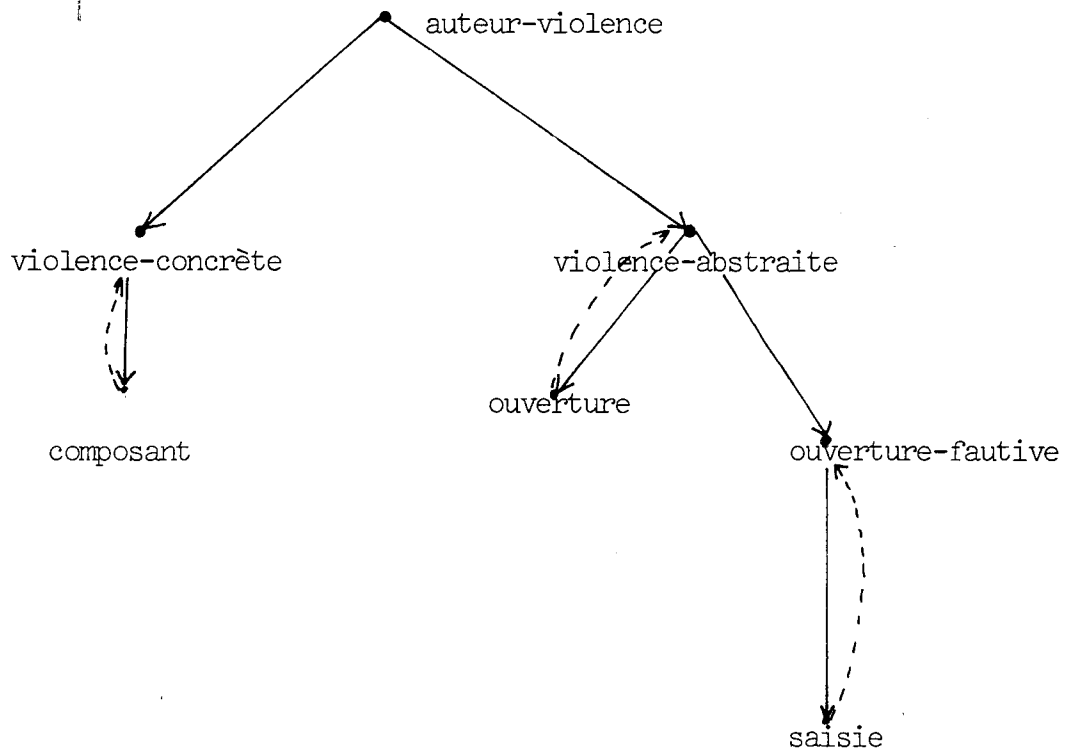 auteur-violence
violence-concrète
violence-abstraite
ouverture
composant
ouverture-fautive
saisie